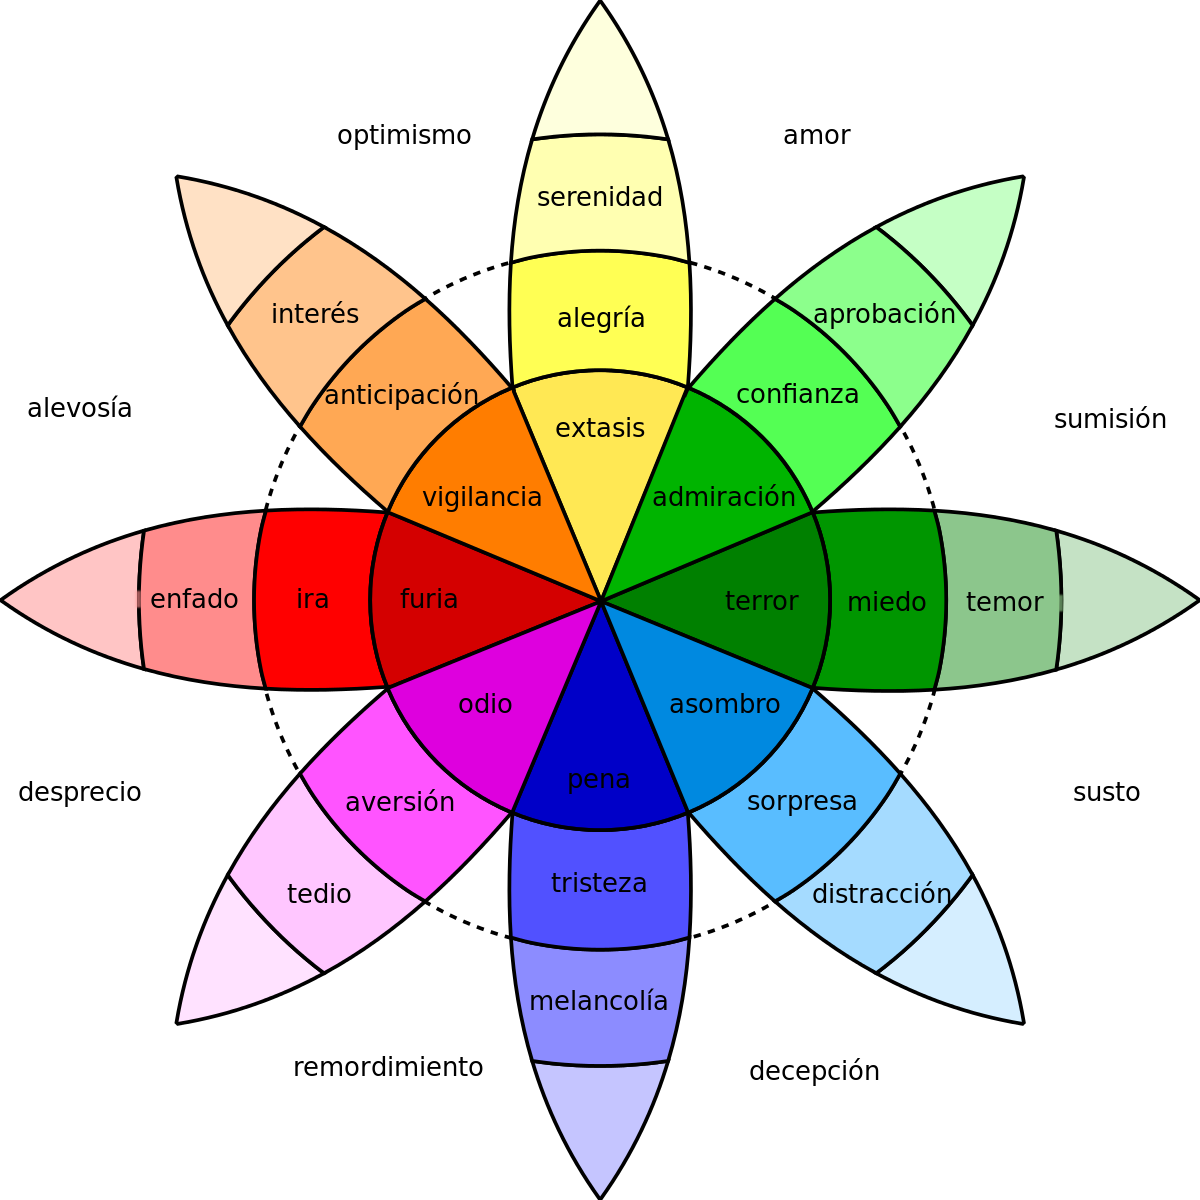 optimismo
amor
serenidad
interés
alegría
aprobación
anticipación
confianza
alevosía
extasis
sumisión
vigilancia
admiración
enfado
ira
furia
terror
miedo
temor
odio
asombro
desprecio
pena
susto
aversión
sorpresa
tristeza
tedio
distracción
melancolía
remordimiento
decepción